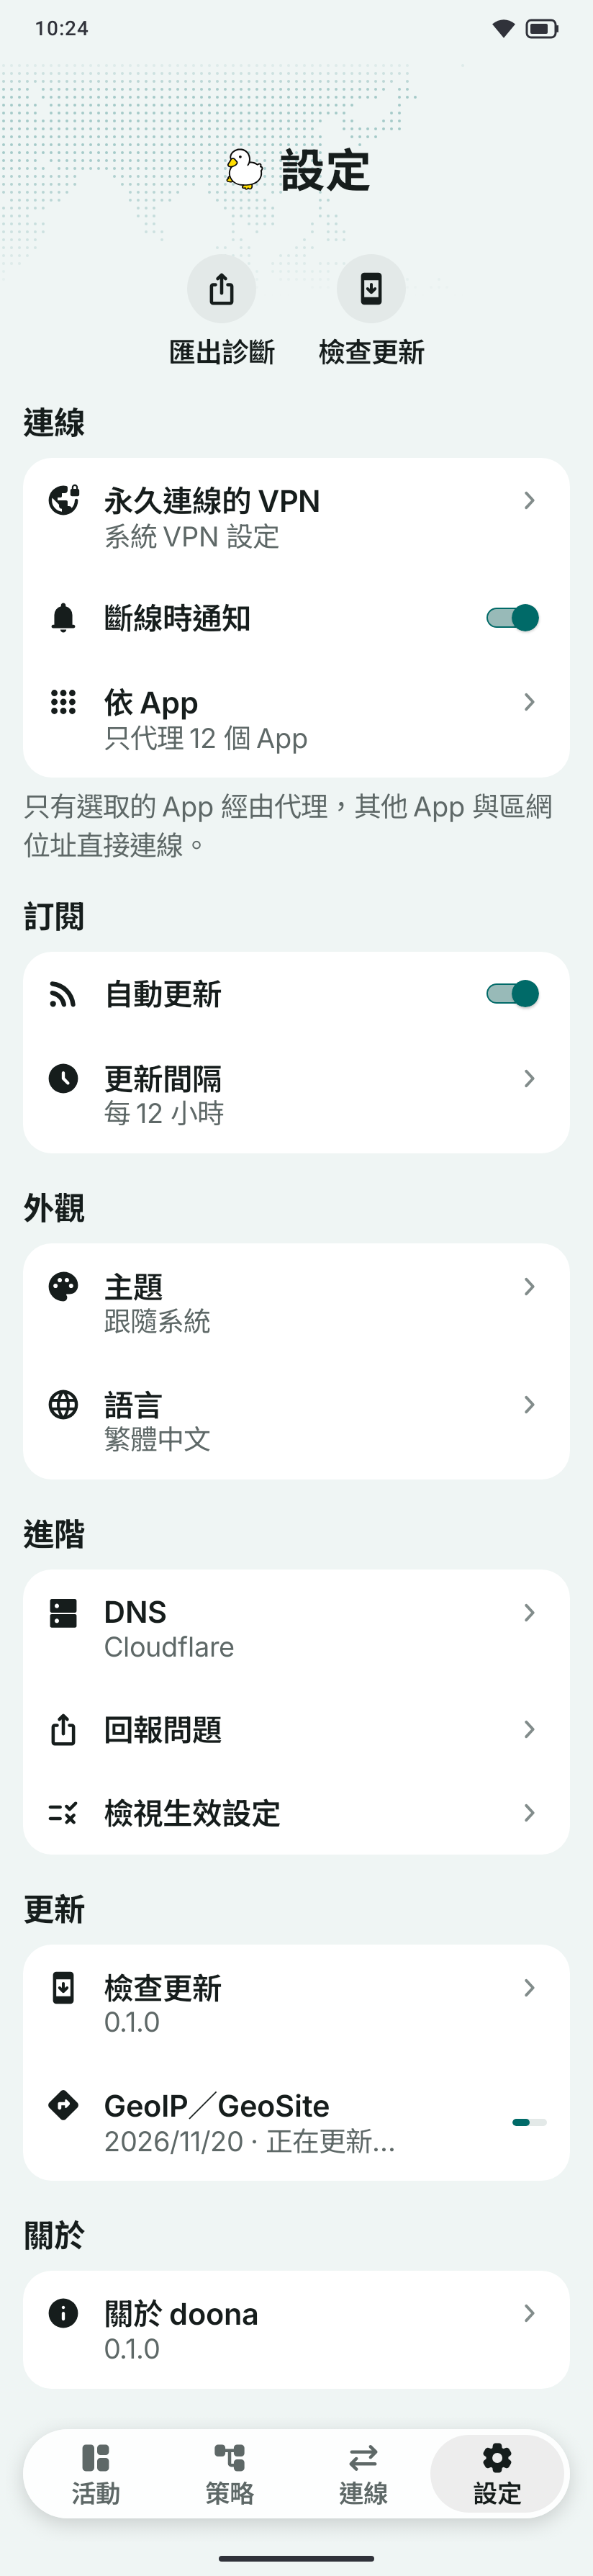 10:24
設定
匯出診斷
檢查更新
連線
永久連線的 VPN
系統 VPN 設定
斷線時通知
依 App
只代理 12 個 App
只有選取的 App 經由代理，其他 App 與區網
位址直接連線。
訂閱
自動更新
更新間隔
每 12 小時
外觀
主題
跟隨系統
語言
繁體中文
進階
DNS
Cloudflare
回報問題
檢視生效設定
更新
檢查更新
0.1.0
GeoIP／GeoSite
2026/11/20 · 正在更新…
關於
關於 doona
0.1.0
活動
策略
連線
設定